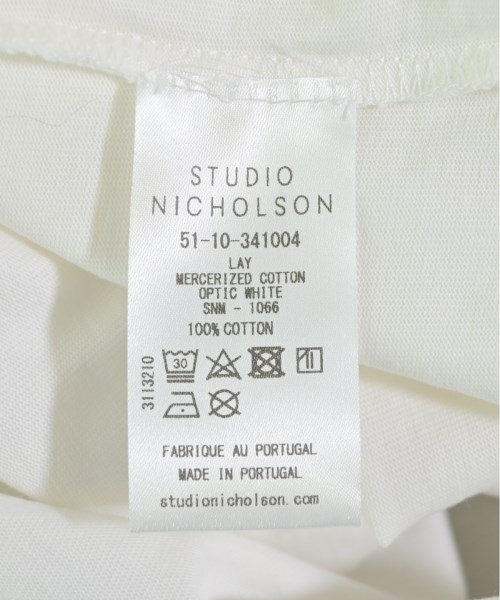 STUDIO
NICHOLSON
51-10-341004
LAY
MERCERIZED COTTON
OPTIC WHITE
SNM - 1066
100% COTTON
30
3113210
FABRIQUE AU PORTUGAL
MADE IN PORTUGAL
studionicholson.com